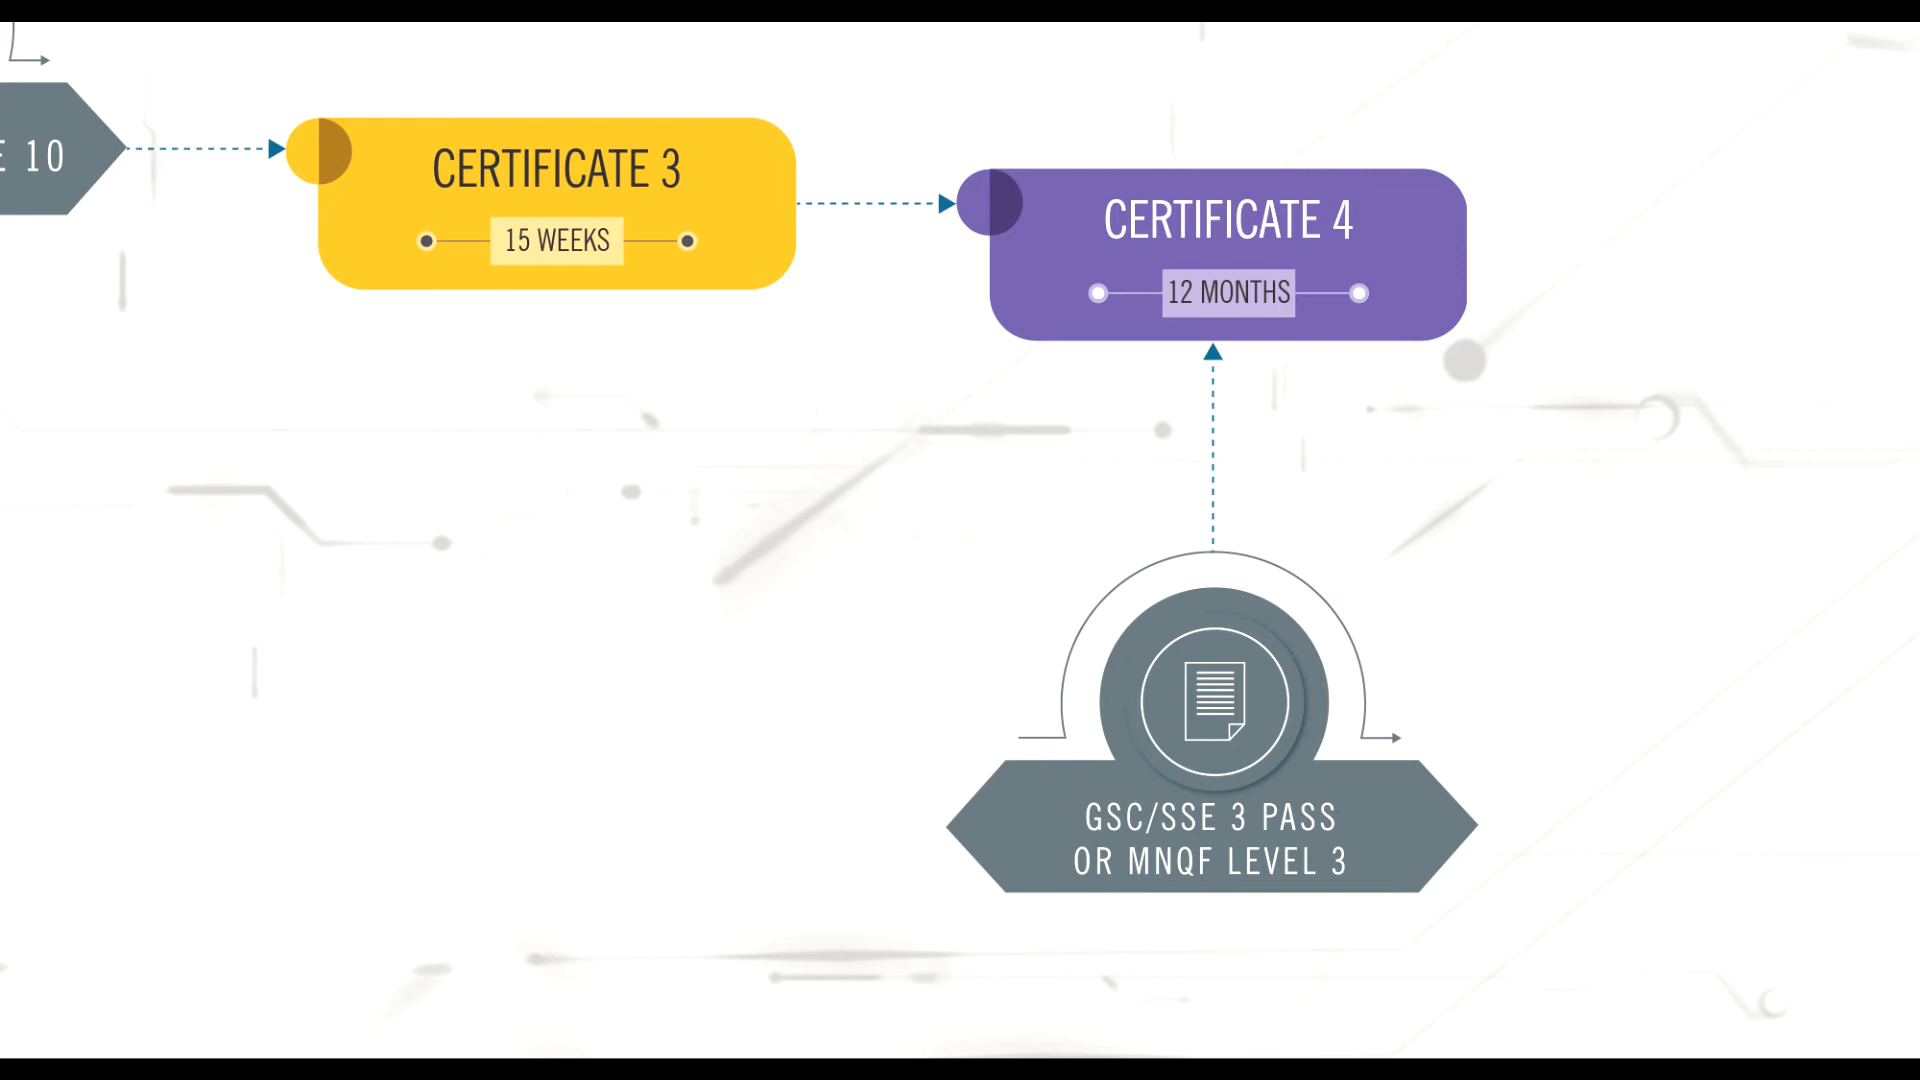 E 10
CERTIFICATE 3
15 WEEKS
CERTIFICATE 4
12 MONTHS
GSC/SSE 3 PASS
OR MNQF LEVEL 3